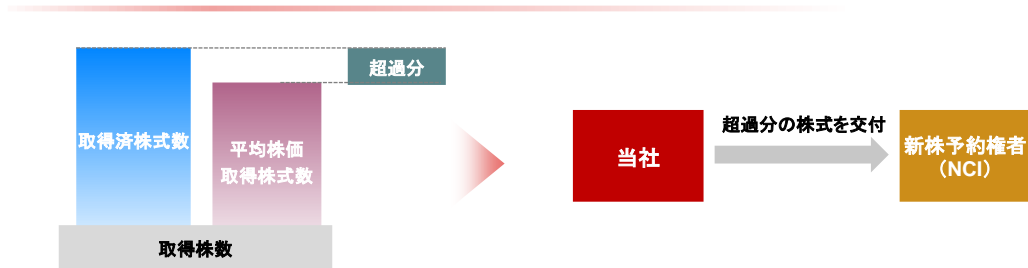 超過分
取得済株式数
平均株価
取得株式数
取得株数
当社
超過分の株式を交付
新株予約権者
（NCI）